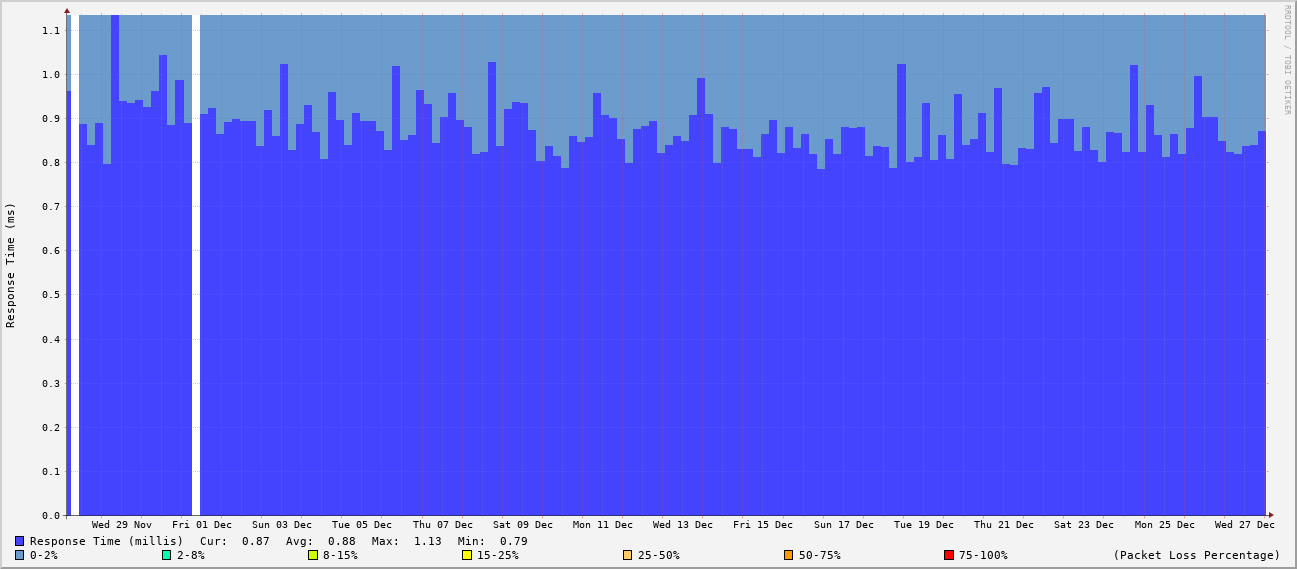 RRDTOOL / TOBI OETIKER
Response Time (ms)
1.1
1.0
0.9
0.8
0.7
0.6
0.5
0.4
0.3
0.2
0.1
0.0
Wed 29 Nov Fri 01 Dec Sun 03 Dec Tue 05 Dec Thu 07 Dec Sat 09 Dec Mon 11 Dec Wed 13 Dec Fri 15 Dec Sun 17 Dec Tue 19 Dec Thu 21 Dec Sat 23 Dec Mon 25 Dec Wed 27 Dec
Response Time (millis) Cur: 0.87 Avg: 0.88 Max: 1.13 Min: 0.79
0-2% 2-8% 8-15% 15-25% 25-50% 50-75% 75-100% (Packet Loss Percentage)